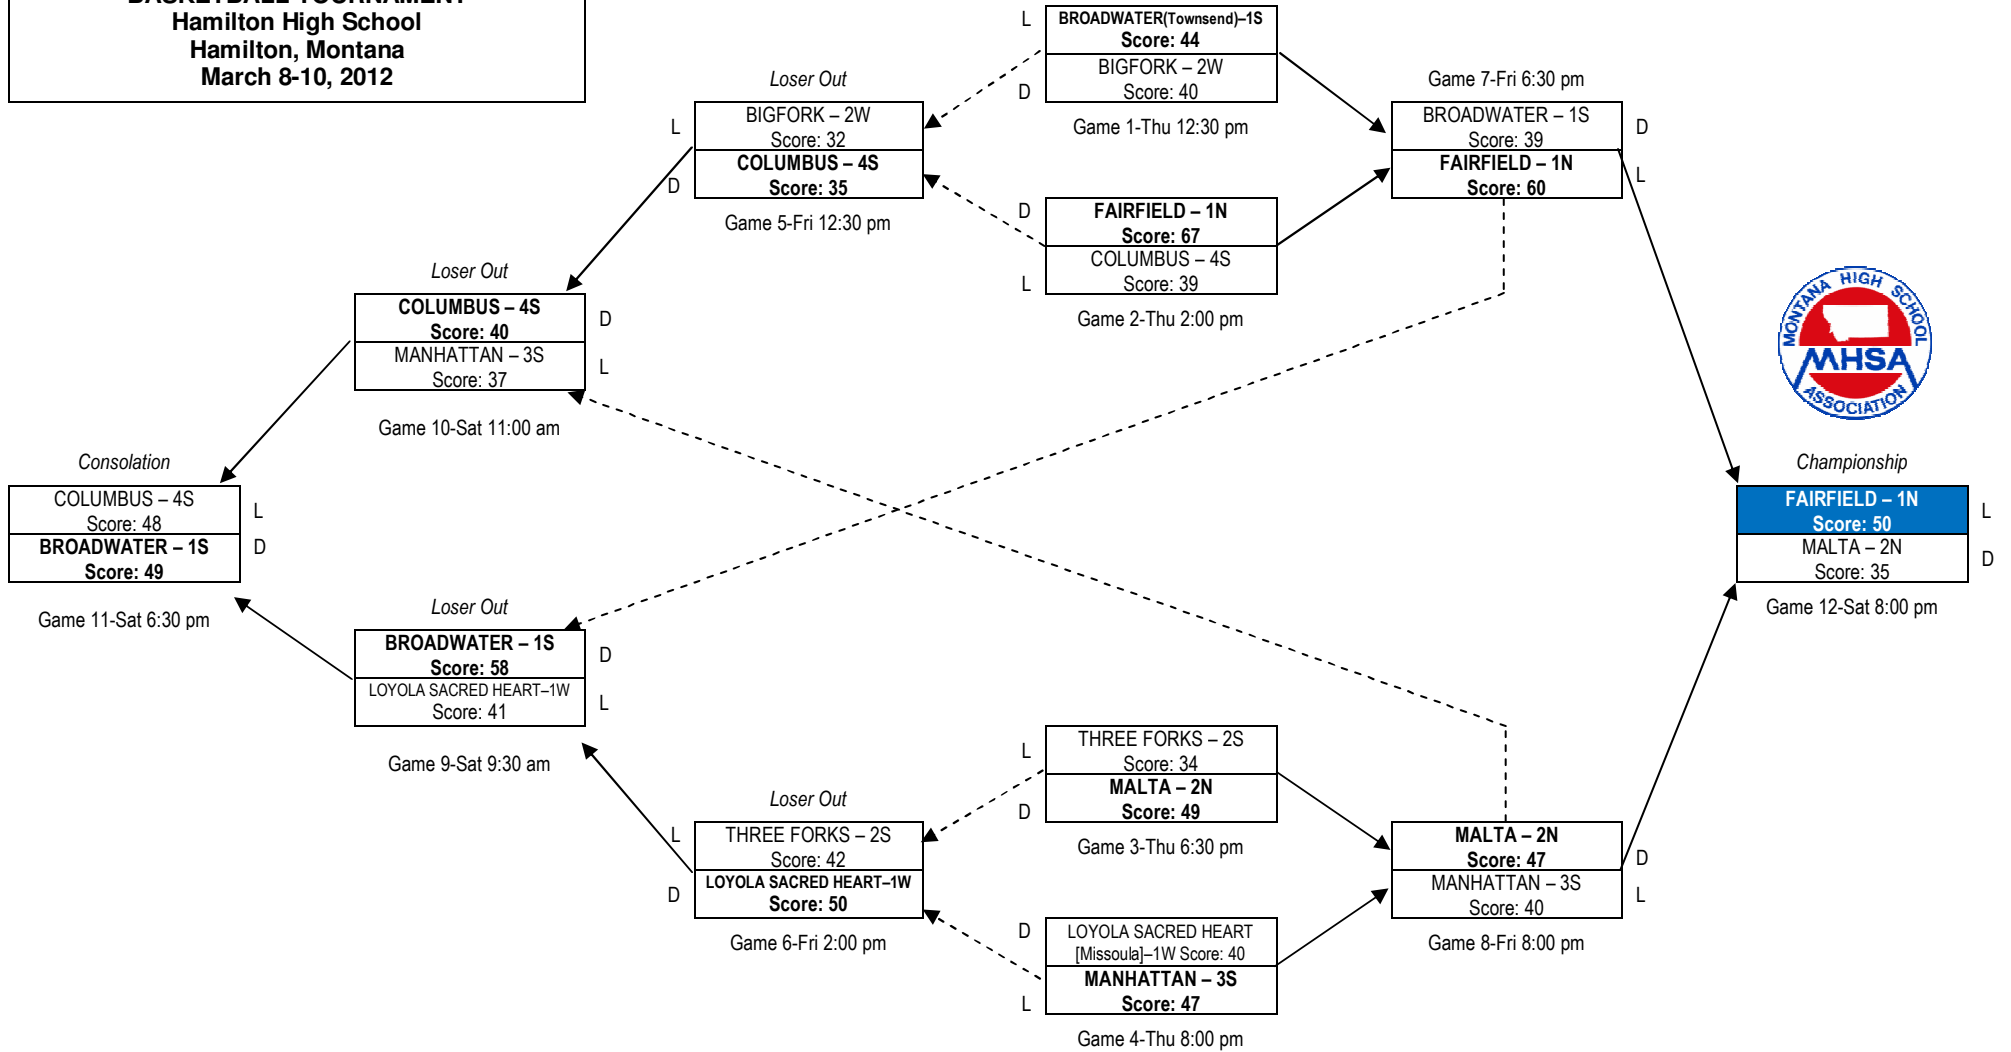 BASKETBALL TOURNAMENT
Hamilton High School
Hamilton, Montana
March 8-10, 2012
L
BROADWATER(Townsend)–1S
Score: 44
BIGFORK – 2W
Score: 40
D
Game 1-Thu 12:30 pm
Loser Out
L
BIGFORK – 2W
Score: 32
COLUMBUS – 4S
Score: 35
D
Game 5-Fri 12:30 pm
Game 7-Fri 6:30 pm
BROADWATER – 1S
Score: 39
D
FAIRFIELD – 1N
Score: 60
L
D
FAIRFIELD – 1N
Score: 67
COLUMBUS – 4S
Score: 39
L
Game 2-Thu 2:00 pm
Loser Out
COLUMBUS – 4S
Score: 40
D
MANHATTAN – 3S
Score: 37
L
Game 10-Sat 11:00 am
MONTANA HIGH SCHOOL
MHSA
ASSOCIATION
Consolation
COLUMBUS – 4S
Score: 48
L
BROADWATER – 1S
Score: 49
D
Game 11-Sat 6:30 pm
Championship
FAIRFIELD – 1N
Score: 50
L
MALTA – 2N
Score: 35
D
Game 12-Sat 8:00 pm
Loser Out
BROADWATER – 1S
Score: 58
D
LOYOLA SACRED HEART–1W
Score: 41
L
Game 9-Sat 9:30 am
L
THREE FORKS – 2S
Score: 34
MALTA – 2N
Score: 49
D
Game 3-Thu 6:30 pm
Loser Out
L
THREE FORKS – 2S
Score: 42
LOYOLA SACRED HEART–1W
Score: 50
D
Game 6-Fri 2:00 pm
MALTA – 2N
Score: 47
D
MANHATTAN – 3S
Score: 40
L
Game 8-Fri 8:00 pm
D
LOYOLA SACRED HEART
[Missoula]–1W Score: 40
MANHATTAN – 3S
Score: 47
L
Game 4-Thu 8:00 pm